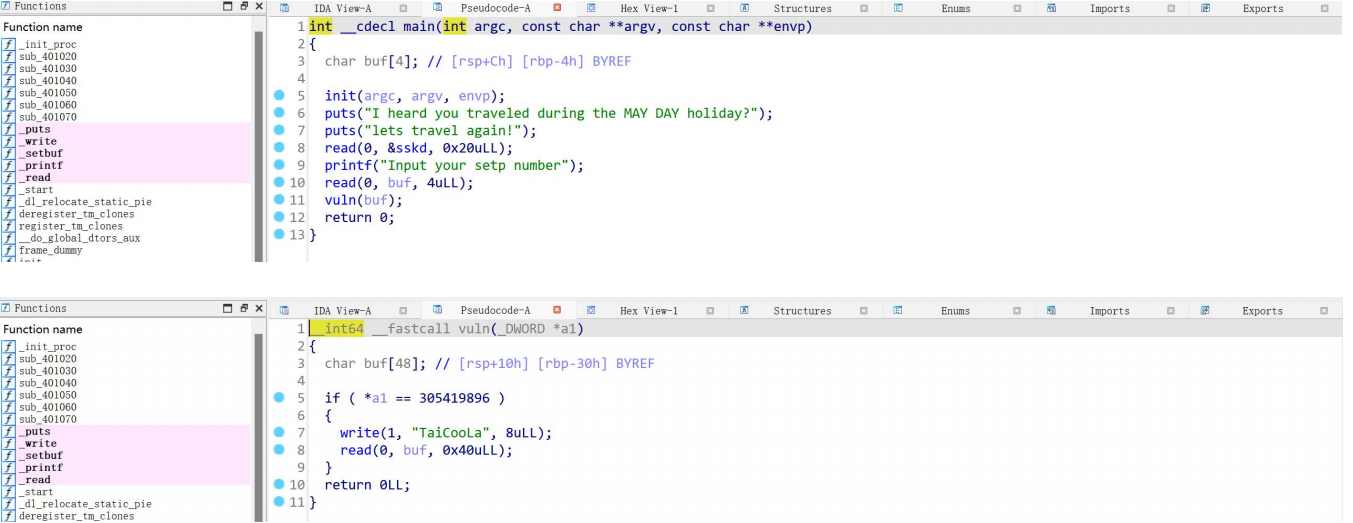 Functions
IDA View-A Pseudocode-A Hex View-1 Structures Enums Imports Exports
Function name
_init_proc
sub_401020
sub_401030
sub_401040
sub_401050
sub_401060
sub_401070
_puts
_write
_setbuf
_printf
_read
_start
_dl_relocate_static_pie
deregister_tm_clones
register_tm_clones
__do_global_dtors_aux
frame_dummy
1 int __cdecl main(int argc, const char **argv, const char **envp)
2 {
3 char buf[4]; // [rsp+Ch] [rbp-4h] BYREF
4
5 init(argc, argv, envp);
6 puts("I heard you traveled during the MAY DAY holiday?");
7 puts("lets travel again!");
8 read(0, &sskd, 0x20uLL);
9 printf("Input your setp number");
10 read(0, buf, 4uLL);
11 vuln(buf);
12 return 0;
13 }
Functions
IDA View-A Pseudocode-A Hex View-1 Structures Enums Imports Exports
Function name
_init_proc
sub_401020
sub_401030
sub_401040
sub_401050
sub_401060
sub_401070
_puts
_write
_setbuf
_printf
_read
_start
_dl_relocate_static_pie
deregister_tm_clones
1 __int64 __fastcall vuln(_DWORD *a1)
2 {
3 char buf[48]; // [rsp+10h] [rbp-30h] BYREF
4
5 if ( *a1 == 305419896 )
6 {
7 write(1, "TaiCooLa", 8uLL);
8 read(0, buf, 0x40uLL);
9 }
10 return 0LL;
11 }